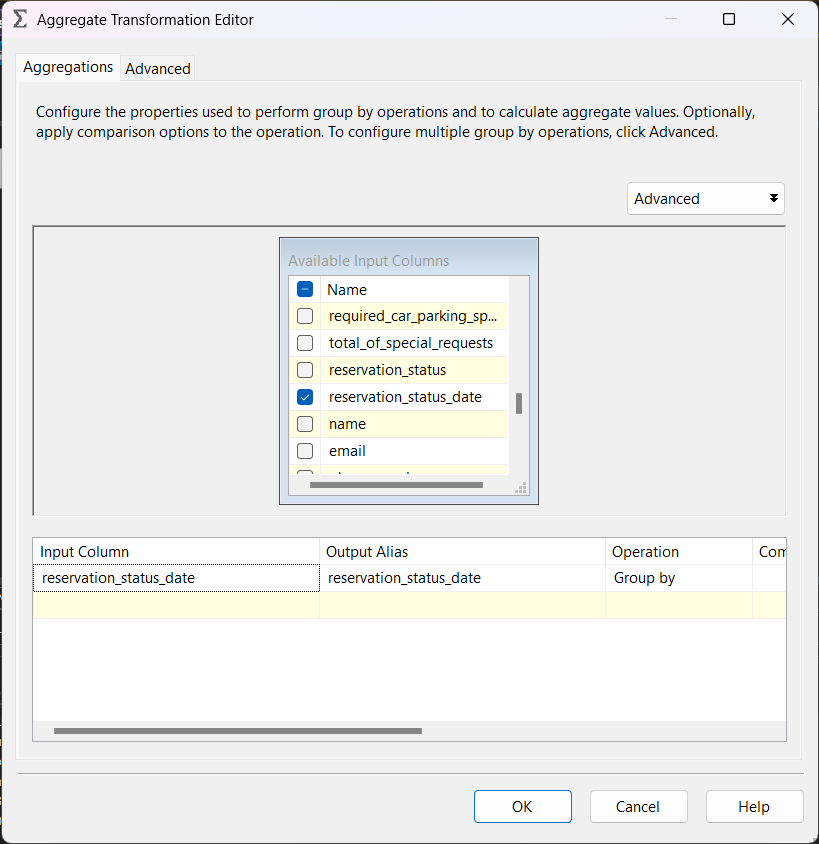 Aggregate Transformation Editor
Aggregations
Advanced
Configure the properties used to perform group by operations and to calculate aggregate values. Optionally,
apply comparison options to the operation. To configure multiple group by operations, click Advanced.
Advanced
Available Input Columns
Name
required_car_parking_sp...
total_of_special_requests
reservation_status
reservation_status_date
name
email
Input Column Output Alias Operation Com
reservation_status_date reservation_status_date Group by
OK Cancel Help